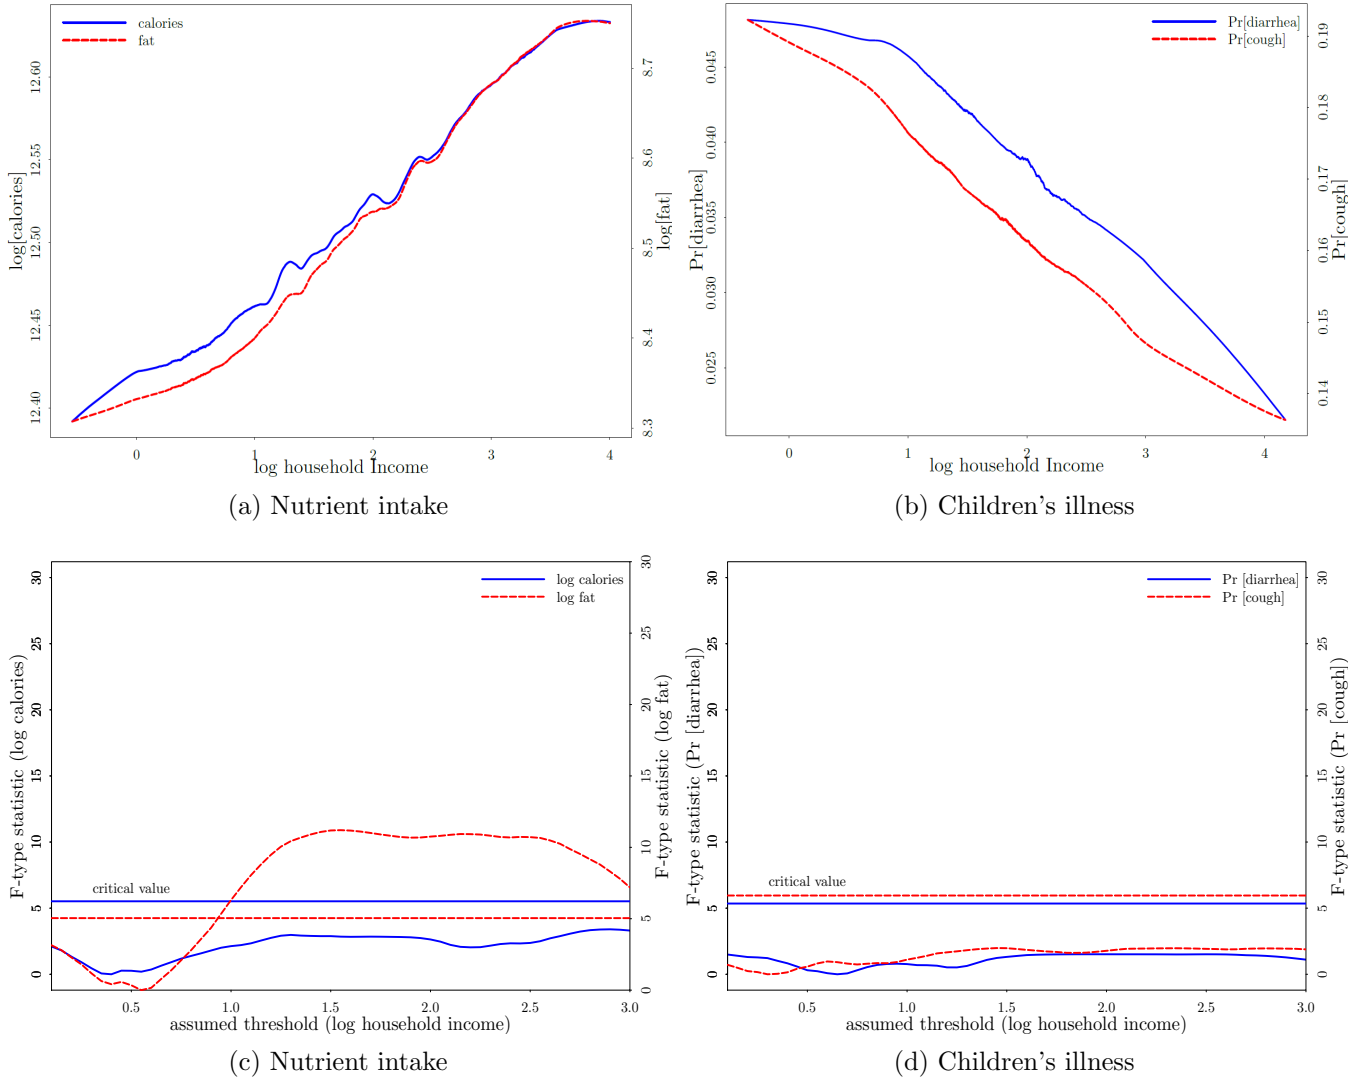 calories
fat
12.60
12.55
12.50
12.45
12.40
log[calories]
8.7
8.6
8.5
8.4
8.3
log[fat]
0 1 2 3 4
log household Income
(a) Nutrient intake
Pr[diarrhea]
Pr[cough]
0.045
0.040
0.035
0.030
0.025
Pr[diarrhea]
0.19
0.18
0.17
0.16
0.15
0.14
Pr[cough]
0 1 2 3 4
log household Income
(b) Children's illness
log calories
log fat
30
25
20
15
10
5
0
F-type statistic (log calories)
30
25
20
15
10
5
0
F-type statistic (log fat)
critical value
0.5 1.0 1.5 2.0 2.5 3.0
assumed threshold (log household income)
(c) Nutrient intake
Pr [diarrhea]
Pr [cough]
30
25
20
15
10
5
0
F-type statistic (Pr [diarrhea])
30
25
20
15
10
5
0
F-type statistic (Pr [cough])
critical value
0.5 1.0 1.5 2.0 2.5 3.0
assumed threshold (log household income)
(d) Children's illness